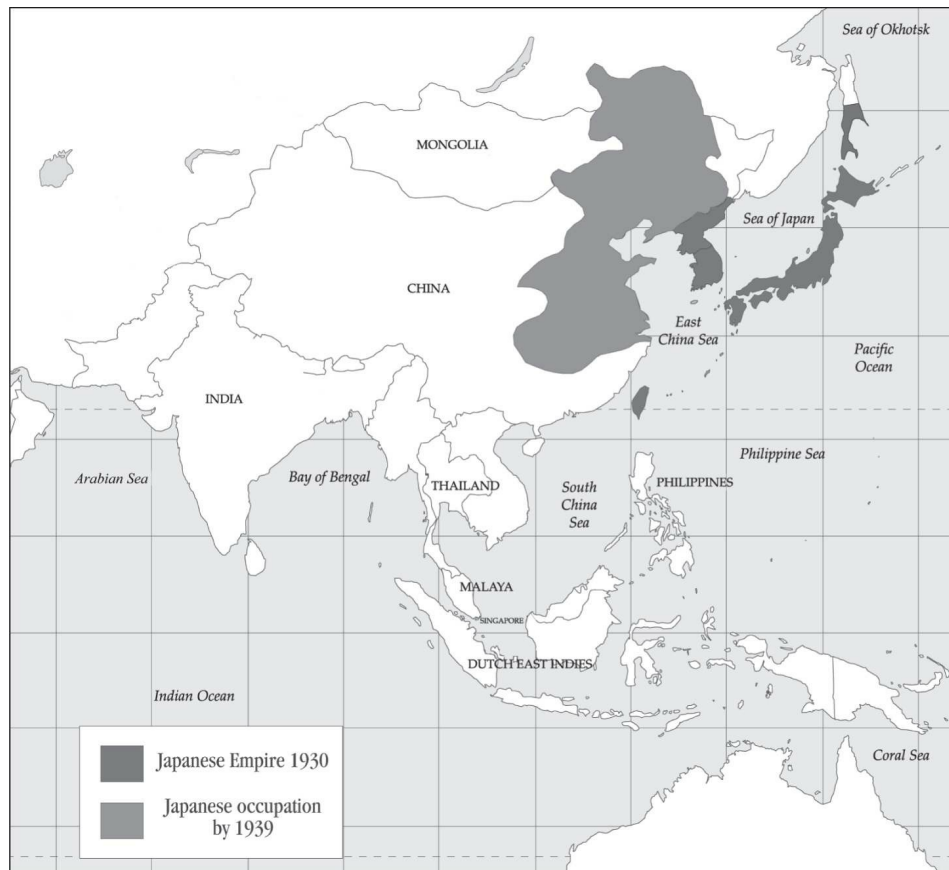 Sea of Okhotsk
MONGOLIA
Sea of Japan
CHINA
East
China Sea
Pacific
Ocean
INDIA
Arabian Sea
Bay of Bengal
THAILAND
South
China
Sea
PHILIPPINES
Philippine Sea
MALAYA
SINGAPORE
DUTCH EAST INDIES
Indian Ocean
Coral Sea
Japanese Empire 1930
Japanese occupation
by 1939